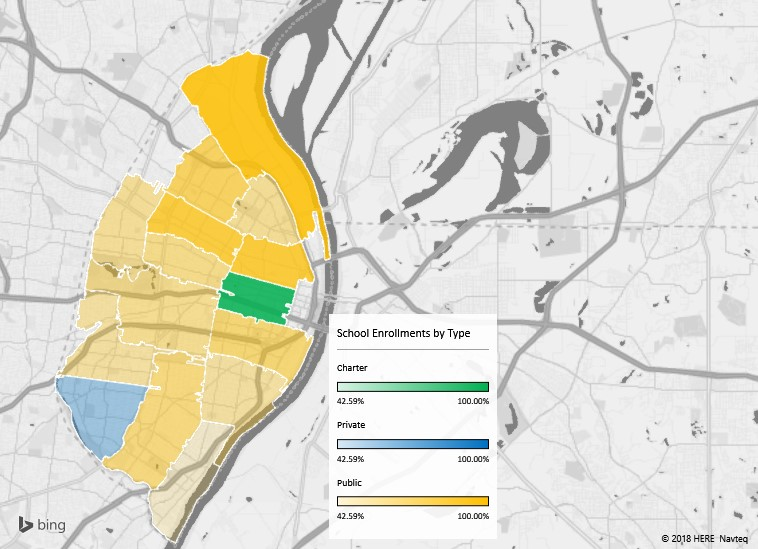 School Enrollments by Type
Charter
42.59% 100.00%
Private
42.59% 100.00%
Public
42.59% 100.00%
bing
© 2018 HERE Navteq